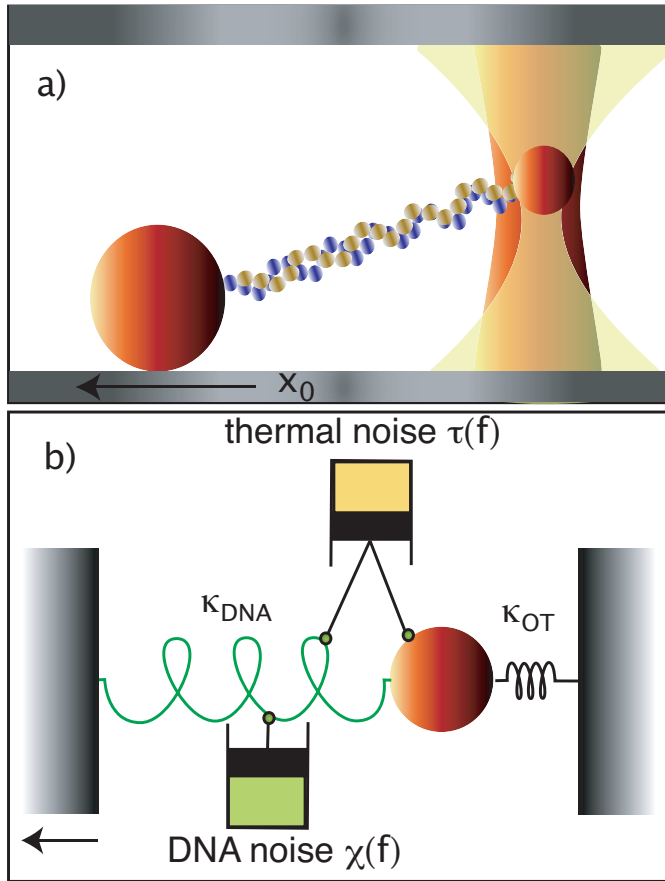 a)
x₀
b)
thermal noise τ(f)
κDNA
κOT
DNA noise χ(f)